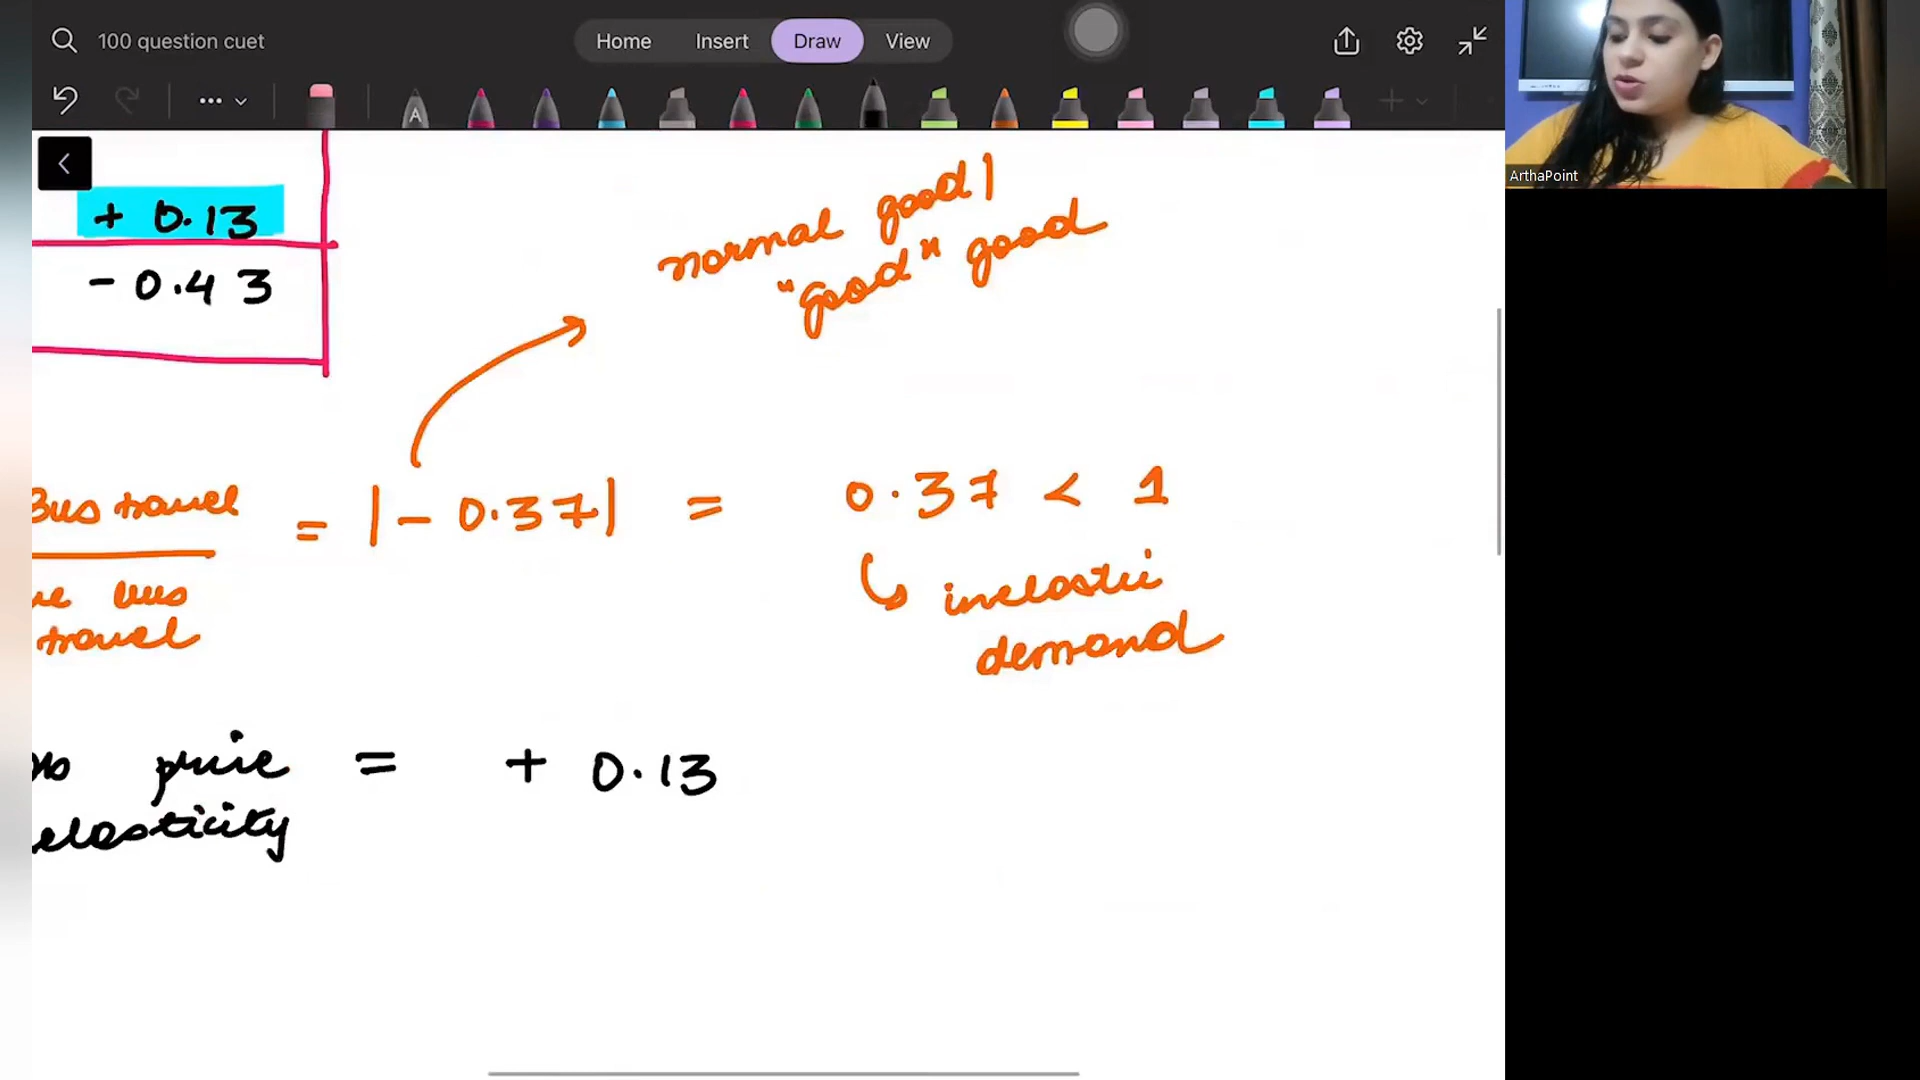 100 question cuet
Home Insert Draw View
A
ArthaPoint
+ 0.13
- 0.43
normal good |
"good" good
Bus travel = |- 0.37| = 0.37 < 1
bus
travel
inelastic
demand
price = + 0.13
elasticity